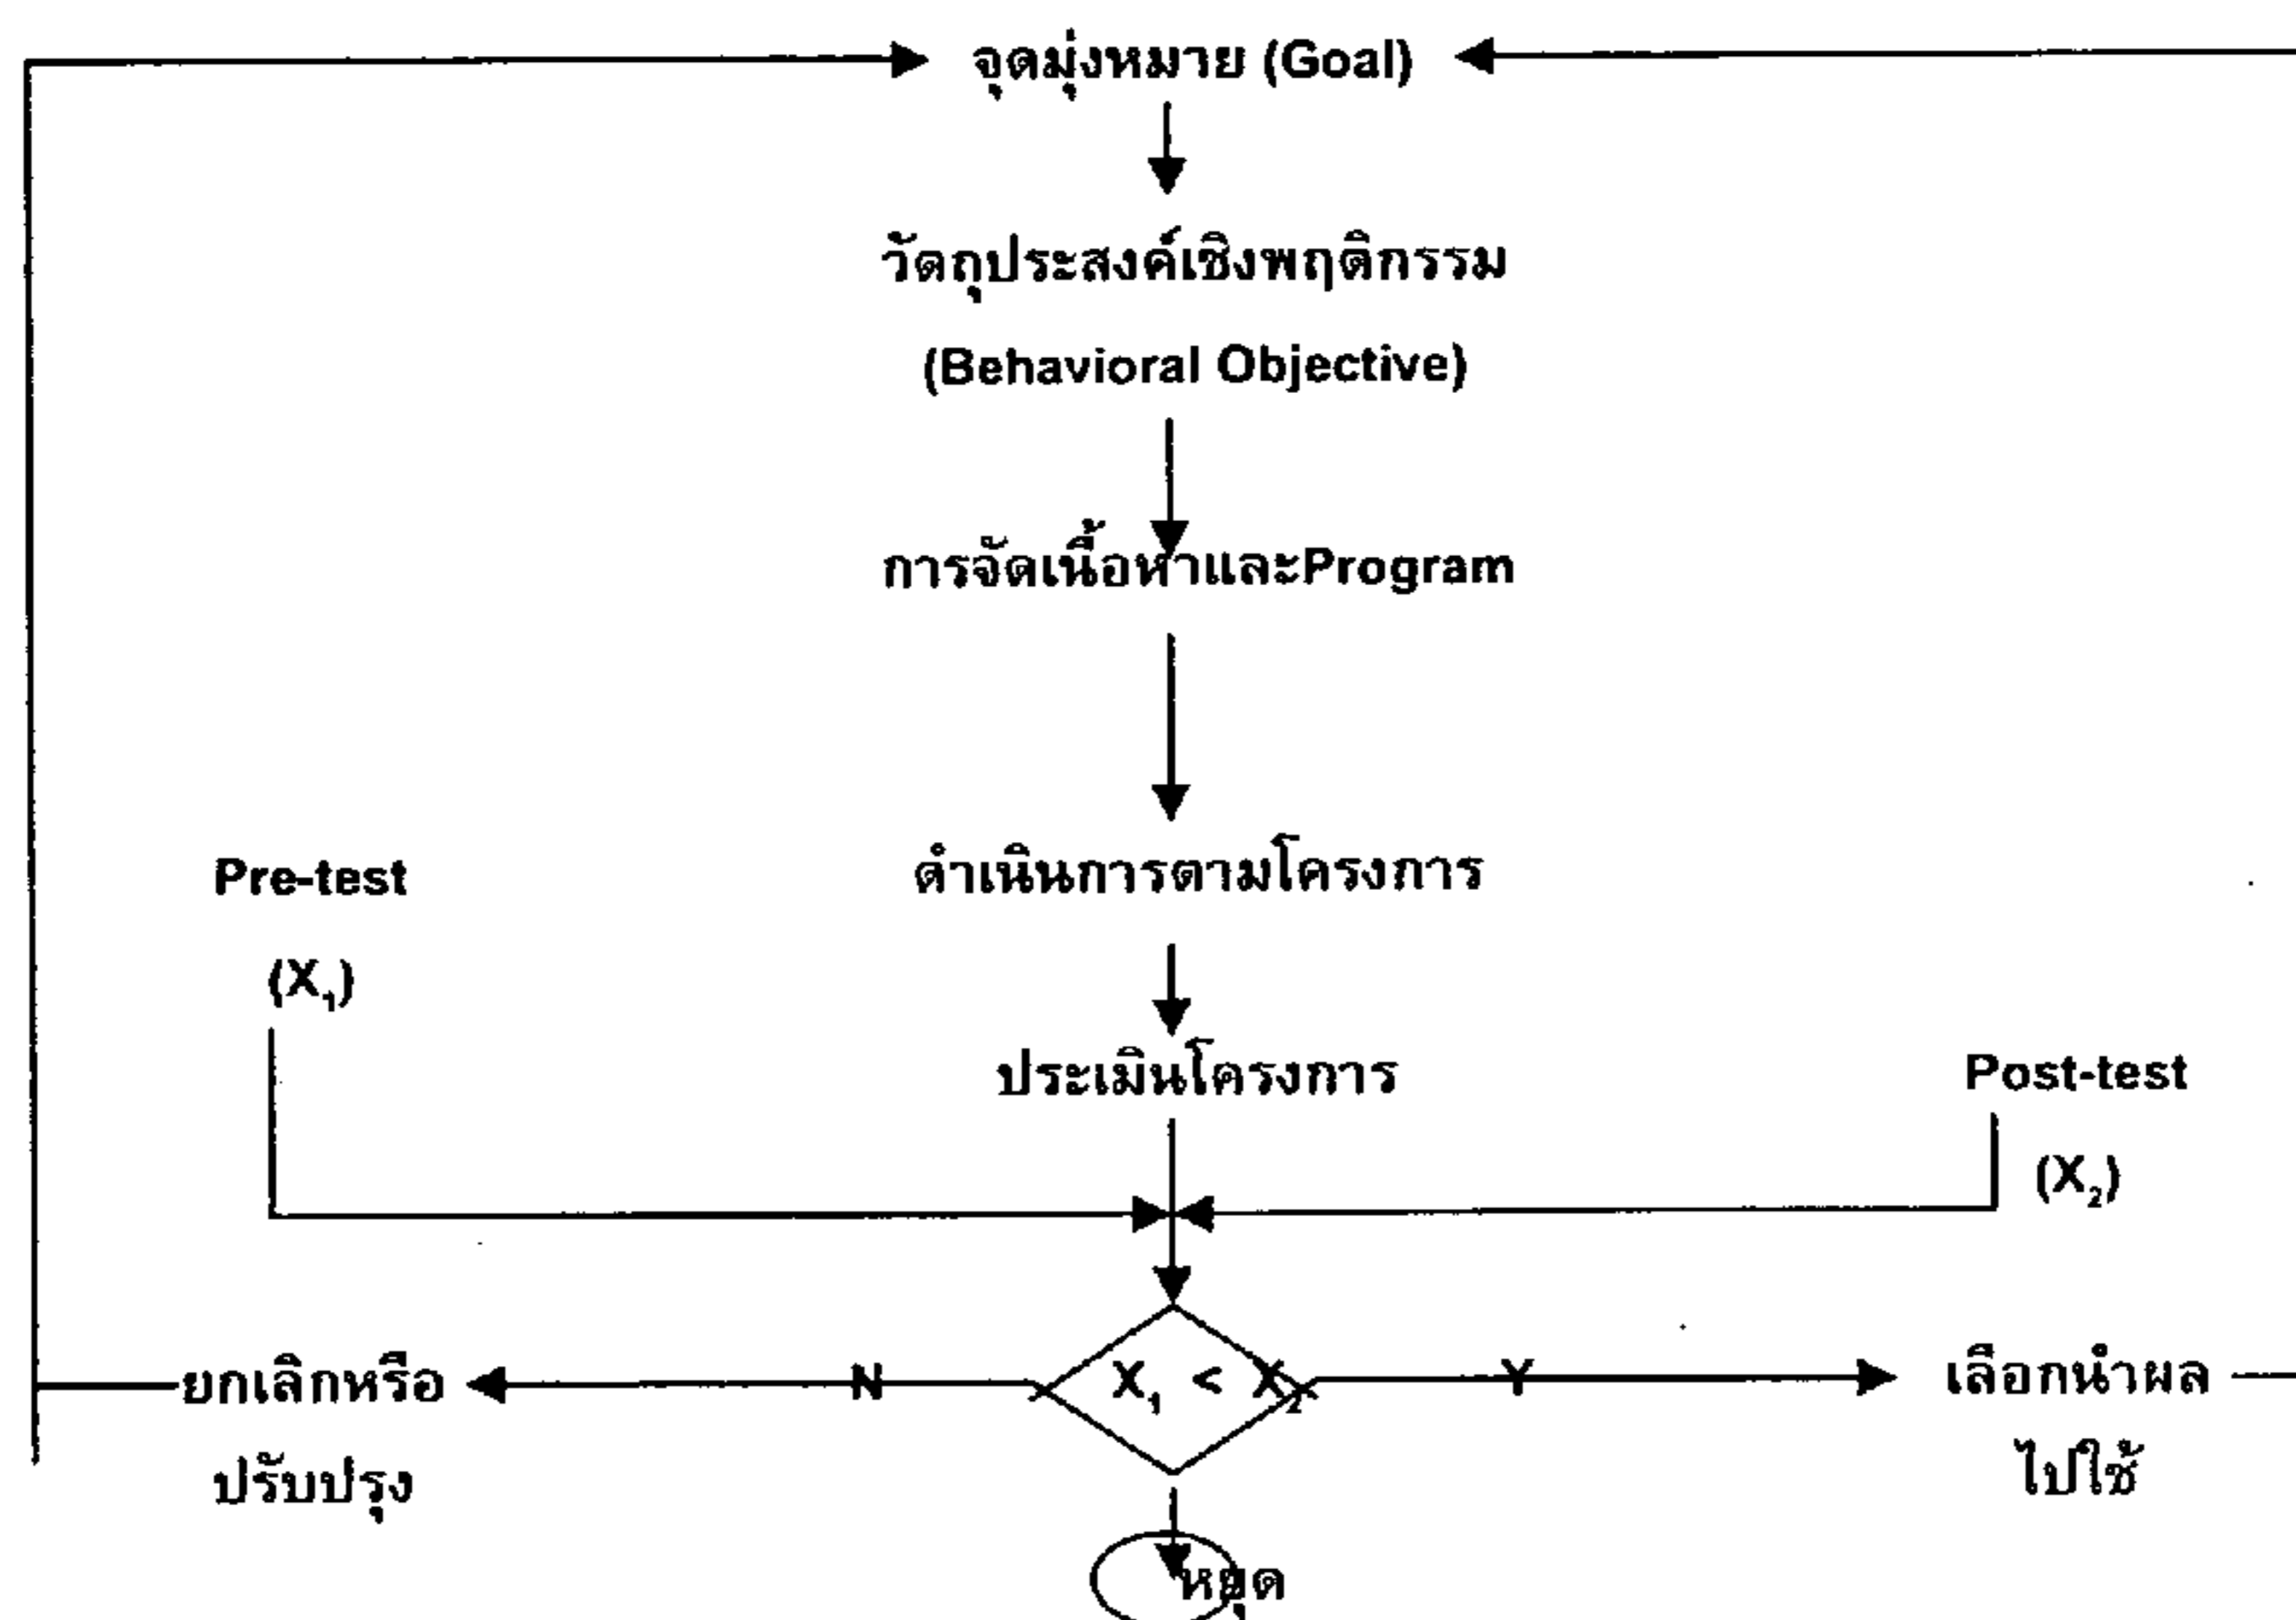 จุดมุ่งหมาย (Goal)
วัตถุประสงค์เชิงพฤติกรรม
(Behavioral Objective)
การจัดเนื้อหาและProgram
ดำเนินการตามโครงการ
Pre-test
(X₁)
ประเมินโครงการ
Post-test
(X₂)
ยกเลิกหรือ
ปรับปรุง
N
X₁ < X₂
Y
เลือกนำผล
ไปใช้
หยุด